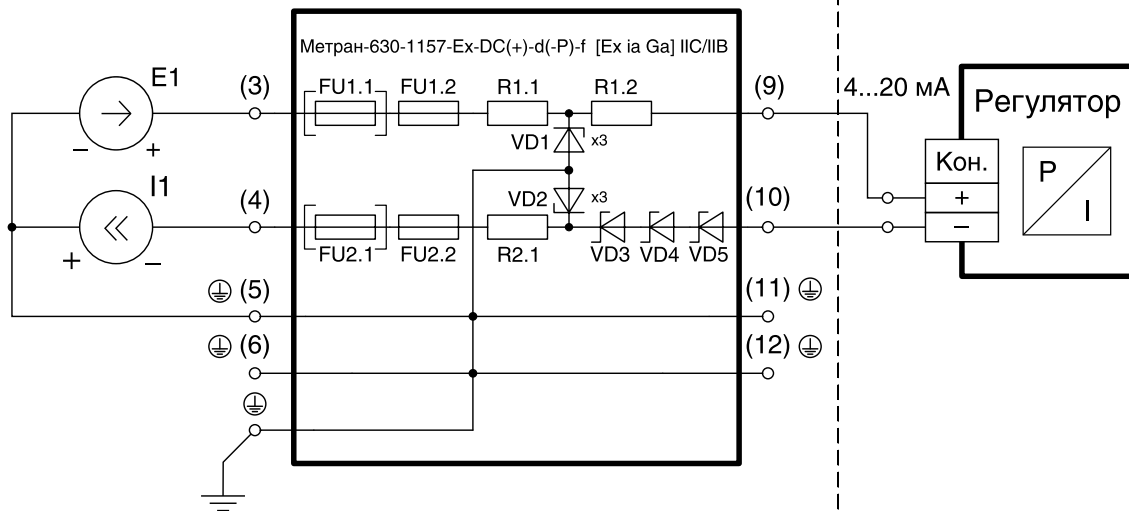 Метран-630-1157-Ex-DC(+)-d(-P)-f [Ex ia Ga] IIC/IIB
E1
(3)
FU1.1
FU1.2
R1.1
R1.2
(9)
4...20 мА
Регулятор
− +
VD1 x3
Кон.
P
I
+
−
I1
(4)
VD2 x3
(10)
+ −
FU2.1
FU2.2
R2.1
VD3 VD4 VD5
(5)
(11)
(6)
(12)